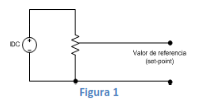 IDC
Valor de referencia
(set-point)
Figura 1